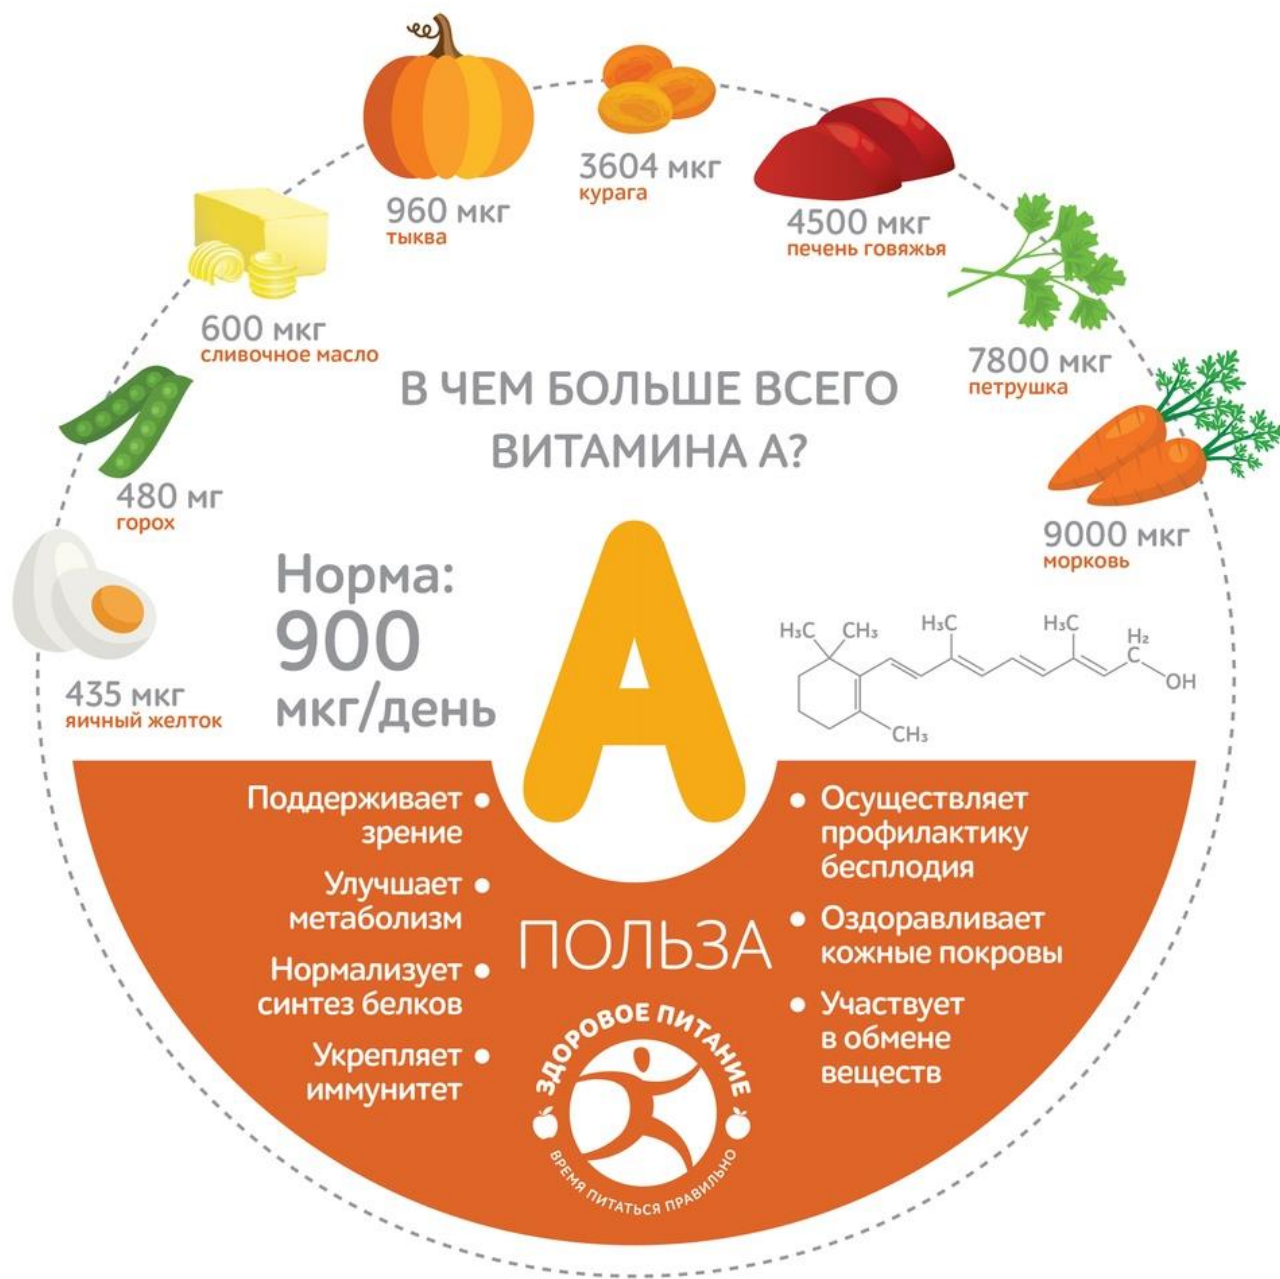 960 мкг
тыква
3604 мкг
курага
4500 мкг
печень говяжья
600 мкг
сливочное масло
7800 мкг
петрушка
480 мг
горох
9000 мкг
морковь
435 мкг
яичный желток
В ЧЕМ БОЛЬШЕ ВСЕГО
ВИТАМИНА А?
Норма:
900
мкг/день
А
H₃C
CH₃
H₃C
H₃C
H₂
C
OH
CH₃
Поддерживает
зрение
Улучшает
метаболизм
Нормализует
синтез белков
Укрепляет
иммунитет
ПОЛЬЗА
Осуществляет
профилактику
бесплодия
Оздоравливает
кожные покровы
Участвует
в обмене
веществ
ЗДОРОВОЕ ПИТАНИЕ
ВРЕМЯ ПИТАТЬСЯ ПРАВИЛЬНО